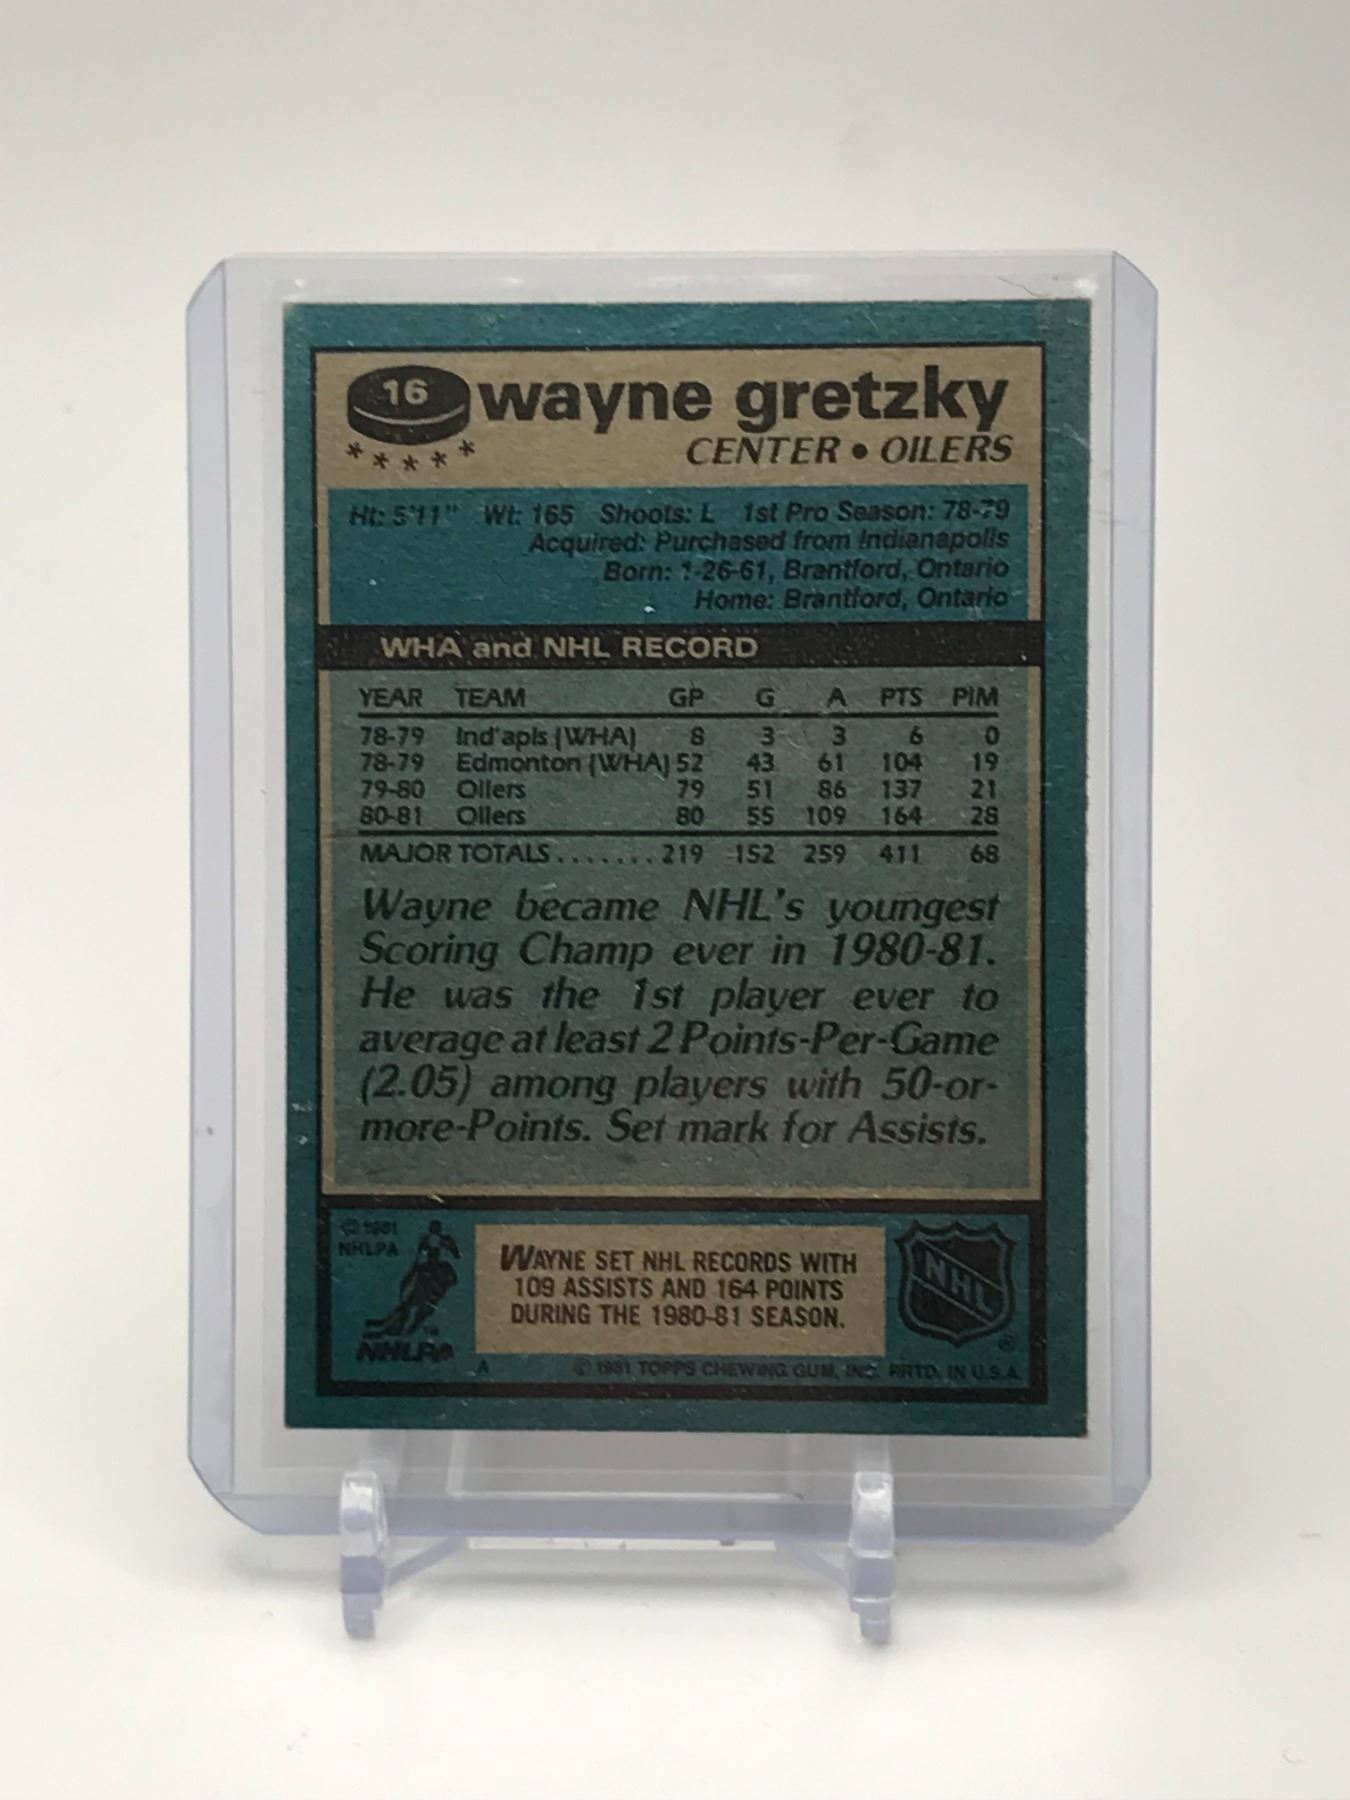 16
wayne gretzky
* * * * *
CENTER • OILERS
Ht: 5'11" Wt: 165 Shoots: L 1st Pro Season: 78-79
Acquired: Purchased from Indianapolis
Born: 1-26-61, Brantford, Ontario
Home: Brantford, Ontario
WHA and NHL RECORD
YEAR TEAM GP G A PTS PIM
78-79 Ind'apls (WHA) 8 3 3 6 0
78-79 Edmonton (WHA) 52 43 61 104 19
79-80 Oilers 79 51 86 137 21
80-81 Oilers 80 55 109 164 28
MAJOR TOTALS.......219 152 259 411 68
Wayne became NHL's youngest
Scoring Champ ever in 1980-81.
He was the 1st player ever to
average at least 2 Points-Per-Game
(2.05) among players with 50-or-
more-Points. Set mark for Assists.
© 1981
NHLPA
WAYNE SET NHL RECORDS WITH
109 ASSISTS AND 164 POINTS
DURING THE 1980-81 SEASON.
NHL
®
TM
NHLPA
A © 1981 TOPPS CHEWING GUM, INC. PRTD. IN U.S.A.